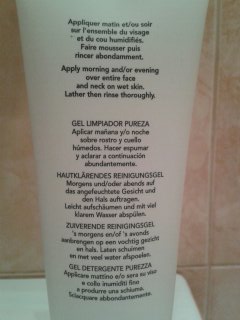 Appliquer matin et/ou soir
sur l'ensemble du visage
et du cou humidifiés.
Faire mousser puis
rincer abondamment.
Apply morning and/or evening
over entire face
and neck on wet skin.
Lather then rinse thoroughly.
GEL LIMPIADOR PUREZA
Aplicar mañana y/o noche
sobre rostro y cuello
húmedos. Hacer espumar
y aclarar a continuación
abundantemente.
HAUTKLÄRENDES REINIGUNGSGEL
Morgens und/oder abends auf
das angefeuchtete Gesicht und
den Hals auftragen.
Leicht aufschäumen und mit viel
klarem Wasser abspülen.
ZUIVERENDE REINIGINGSGEL
's morgens en/of 's avonds
aanbrengen op een vochtig gezicht
en hals. Laten schuimen
en met veel water afspoelen.
GEL DETERGENTE PUREZZA
Applicare mattino e/o sera su viso
e collo inumiditi fino
a produrre una schiuma.
Sciacquare abbondantemente.